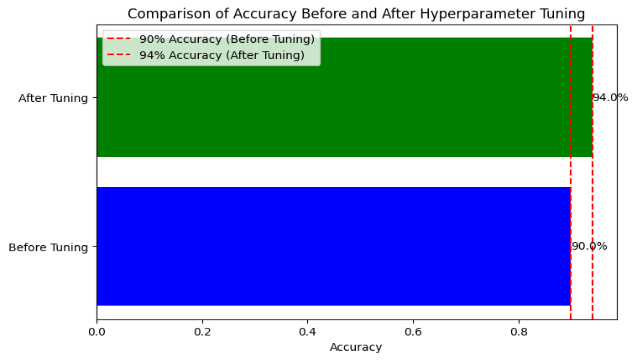 Comparison of Accuracy Before and After Hyperparameter Tuning
90% Accuracy (Before Tuning)
94% Accuracy (After Tuning)
After Tuning
94.0%
Before Tuning
90.0%
0.0 0.2 0.4 0.6 0.8
Accuracy